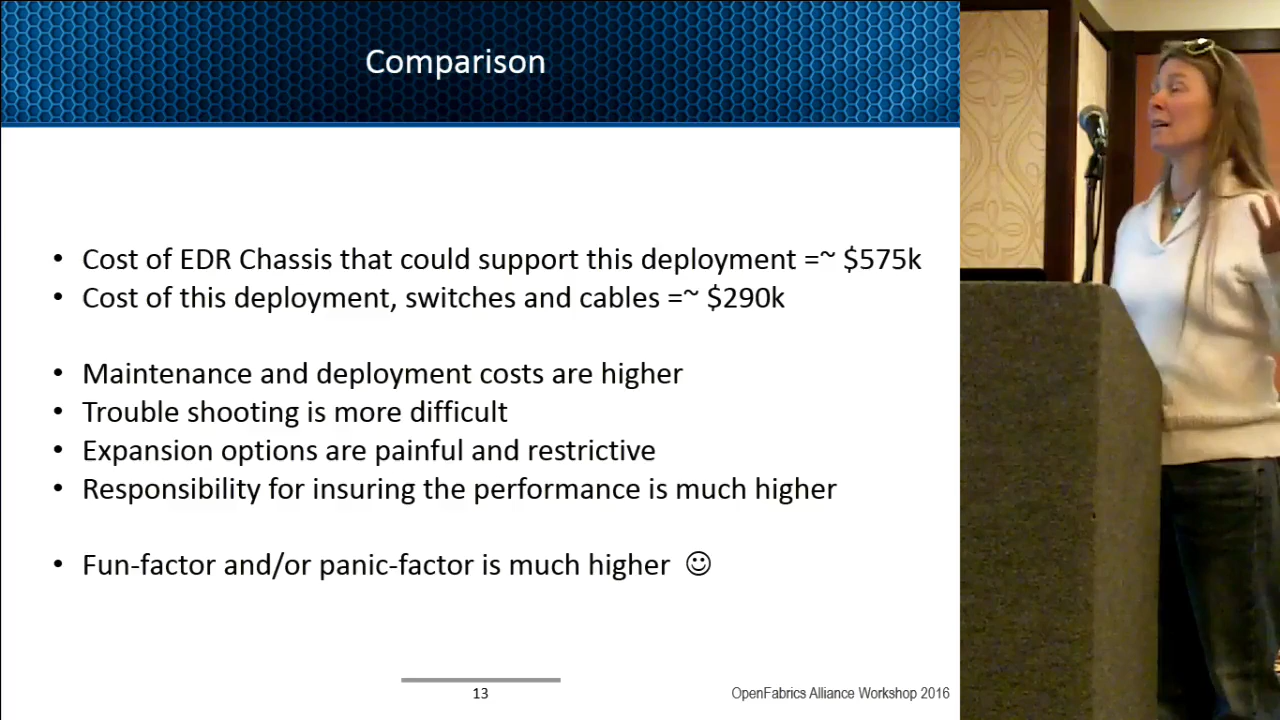 Comparison
• Cost of EDR Chassis that could support this deployment =~ $575k
• Cost of this deployment, switches and cables =~ $290k
• Maintenance and deployment costs are higher
• Trouble shooting is more difficult
• Expansion options are painful and restrictive
• Responsibility for insuring the performance is much higher
• Fun-factor and/or panic-factor is much higher ☺
13
OpenFabrics Alliance Workshop 2016